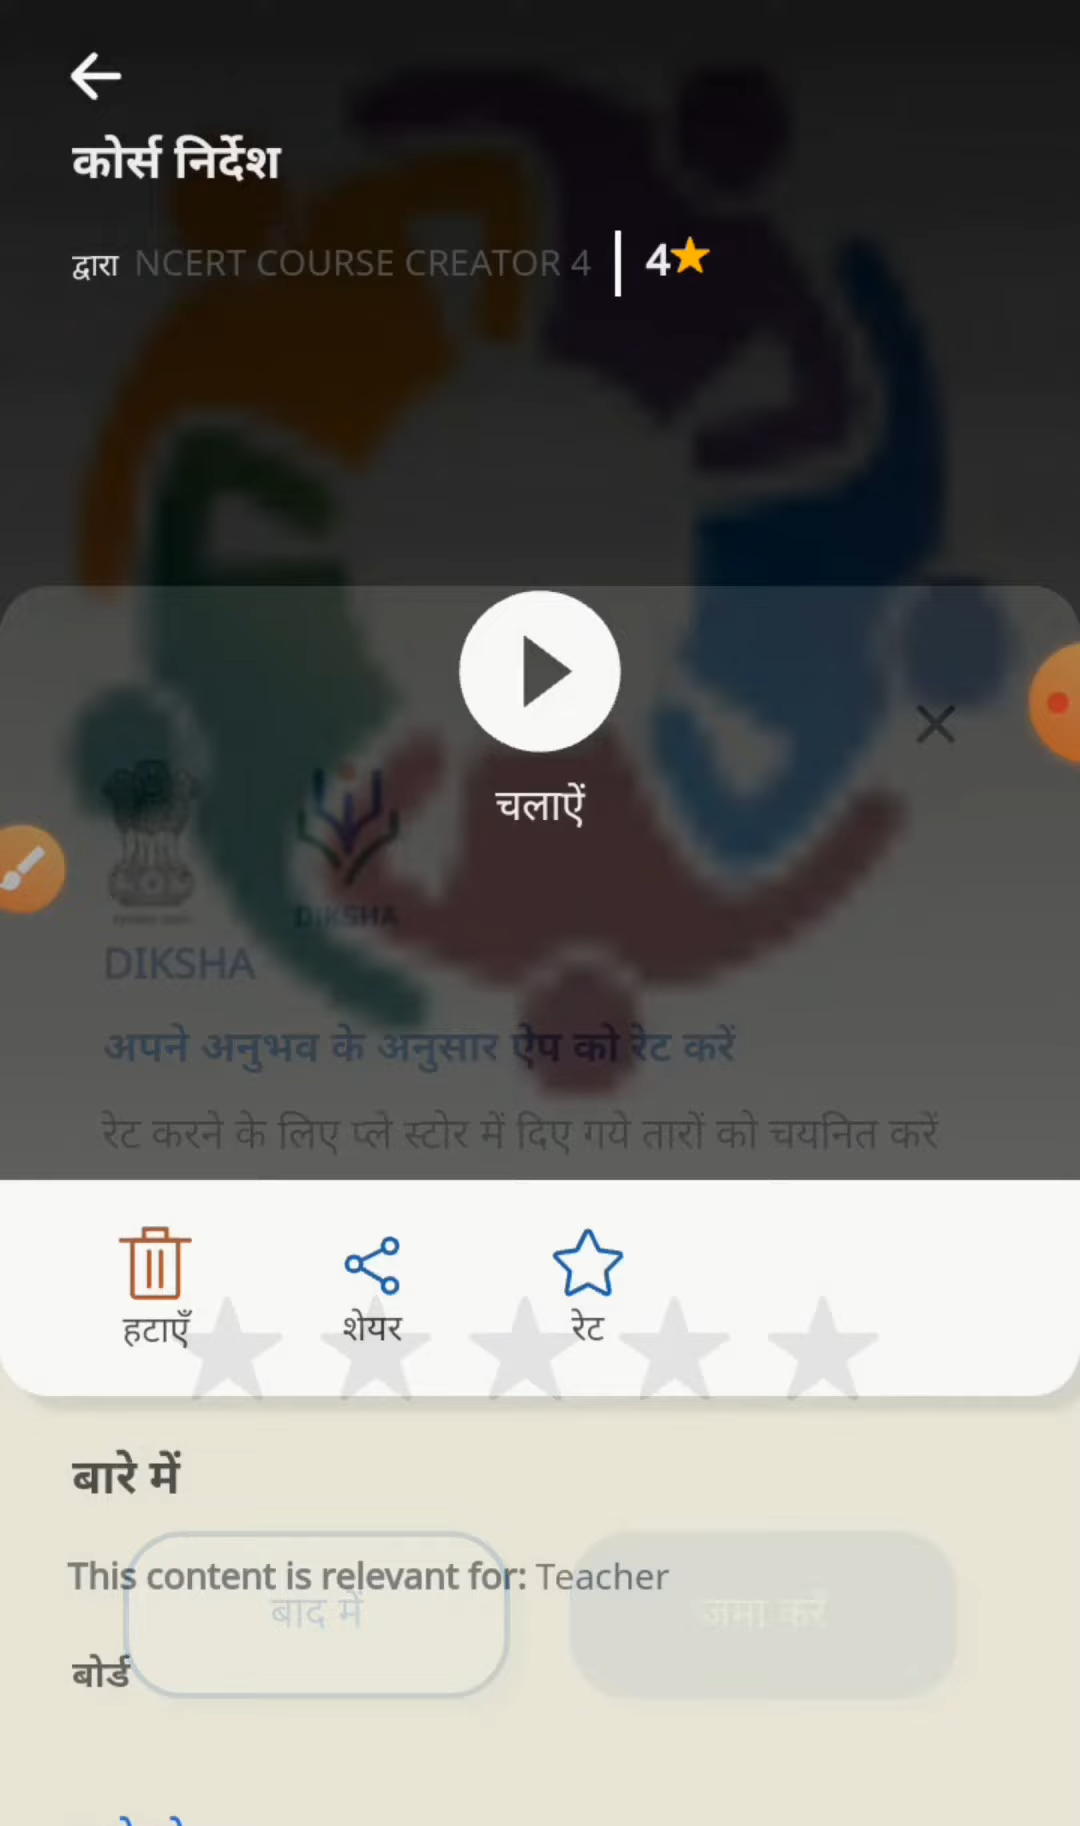 कोर्स निर्देश
द्वारा NCERT COURSE CREATOR 4 | 4
चलाऐं
DIKSHA
DIKSHA
अपने अनुभव के अनुसार ऐप को रेट करें
रेट करने के लिए प्ले स्टोर में दिए गये तारों को चयनित करें
हटाएँ शेयर रेट
बारे में
This content is relevant for: Teacher
बाद में जमा करें
बोर्ड